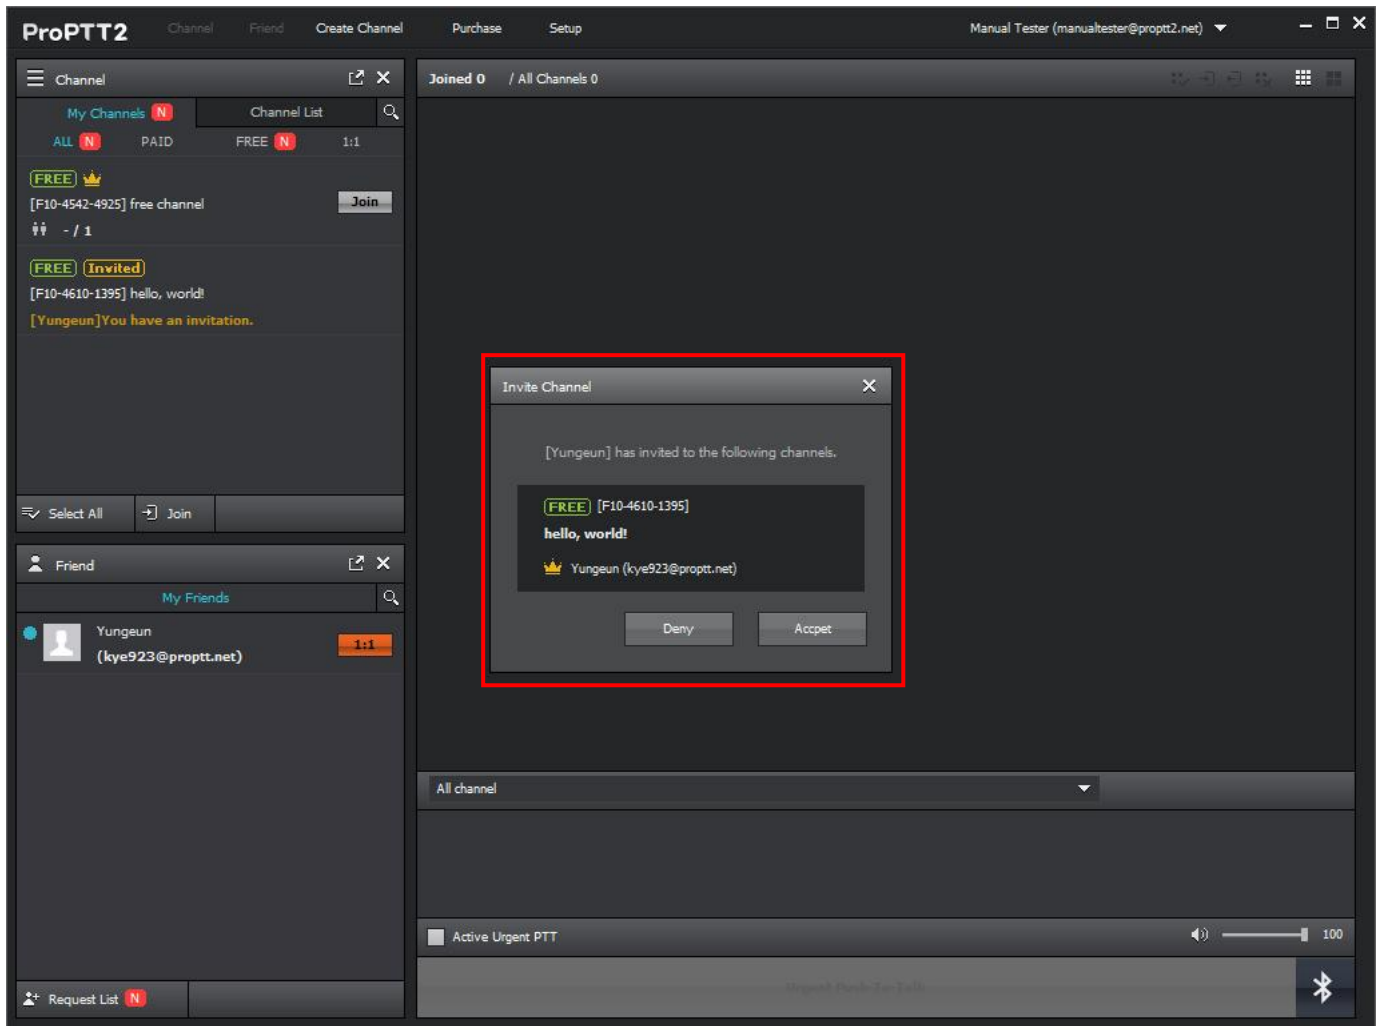 ProPTT2 Channel Friend Create Channel Purchase Setup Manual Tester (manualtester@proptt2.net)
Channel
My Channels N Channel List
ALL N PAID FREE N 1:1
FREE
[F10-4542-4925] free channel Join
- / 1
FREE Invited
[F10-4610-1395] hello, world!
[Yungeun]You have an invitation.
Select All Join
Friend
My Friends
Yungeun
(kye923@proptt.net) 1:1
Request List N
Joined 0 / All Channels 0
Invite Channel
[Yungeun] has invited to the following channels.
FREE [F10-4610-1395]
hello, world!
Yungeun (kye923@proptt.net)
Deny Accpet
All channel
Active Urgent PTT 100
Urgent Push-To-Talk